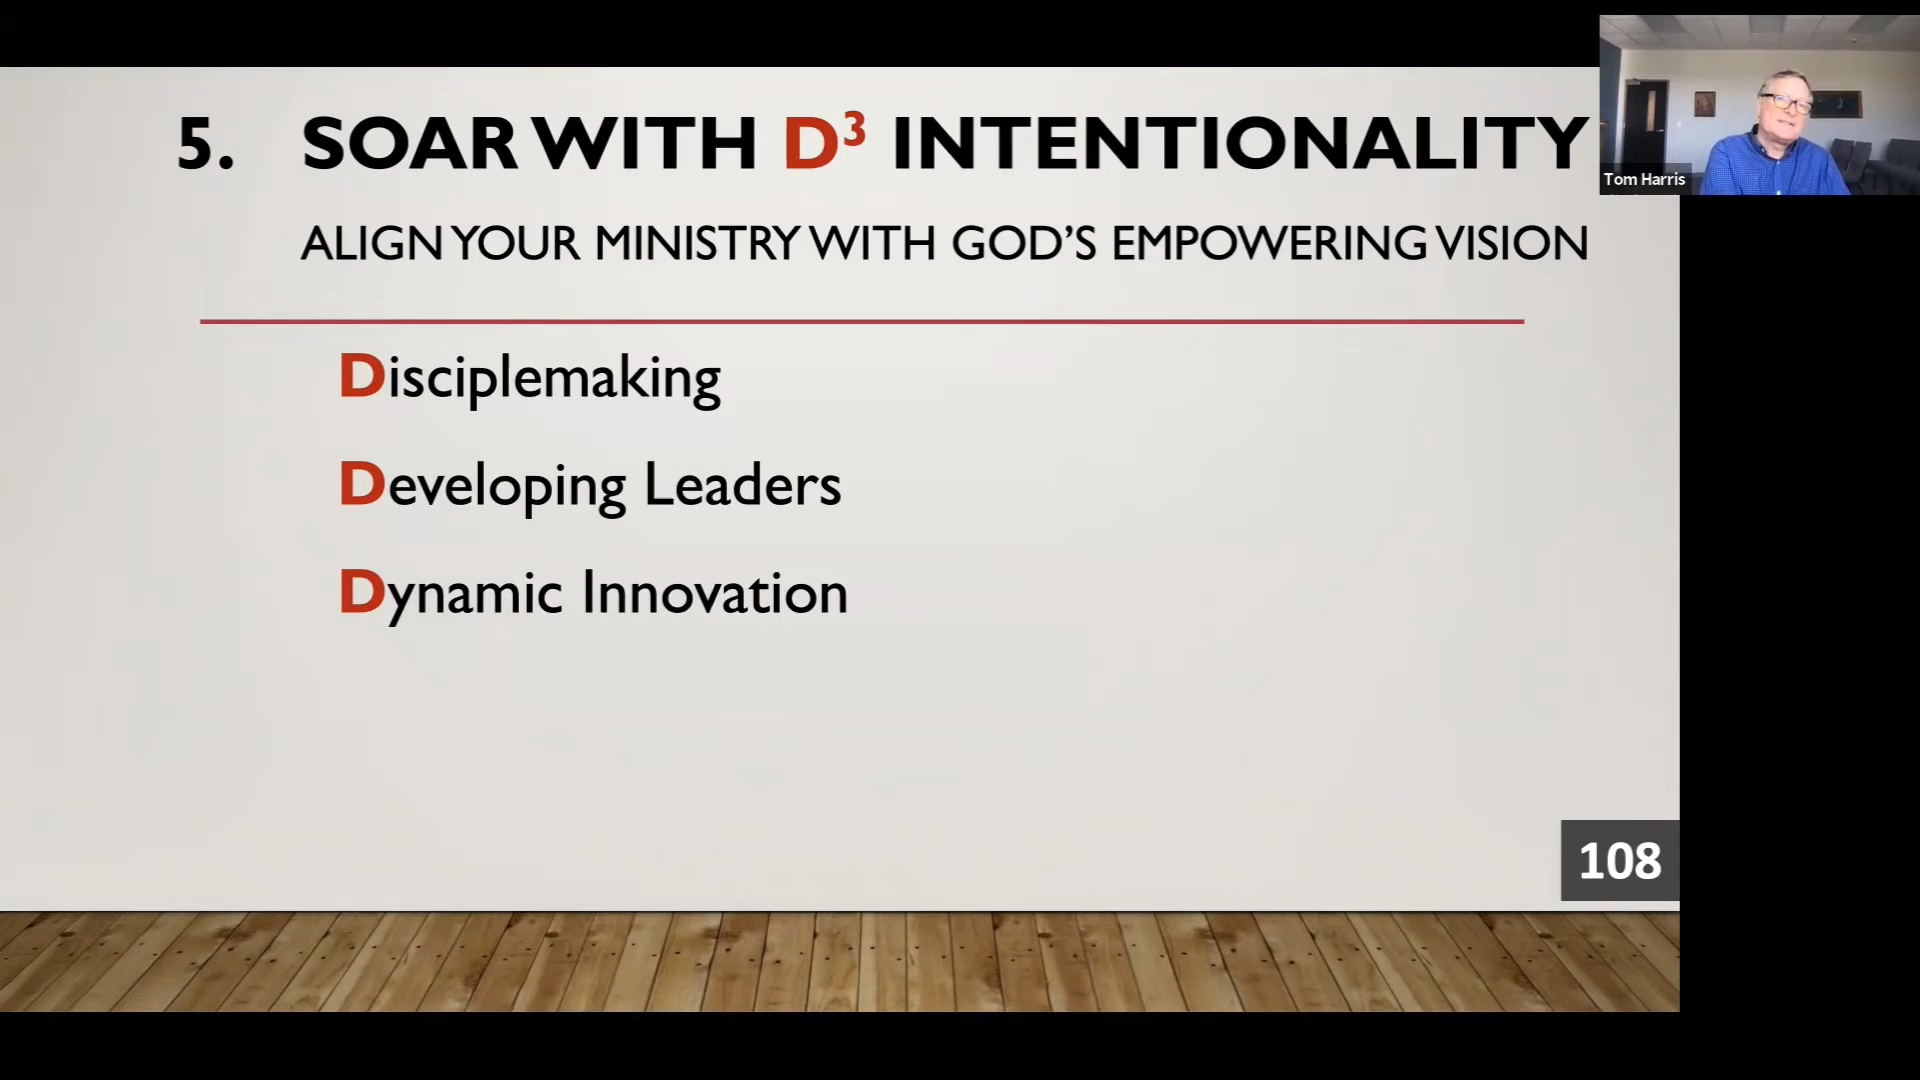 5. SOAR WITH D³ INTENTIONALITY
ALIGN YOUR MINISTRY WITH GOD’S EMPOWERING VISION
Disciplemaking
Developing Leaders
Dynamic Innovation
108
Tom Harris